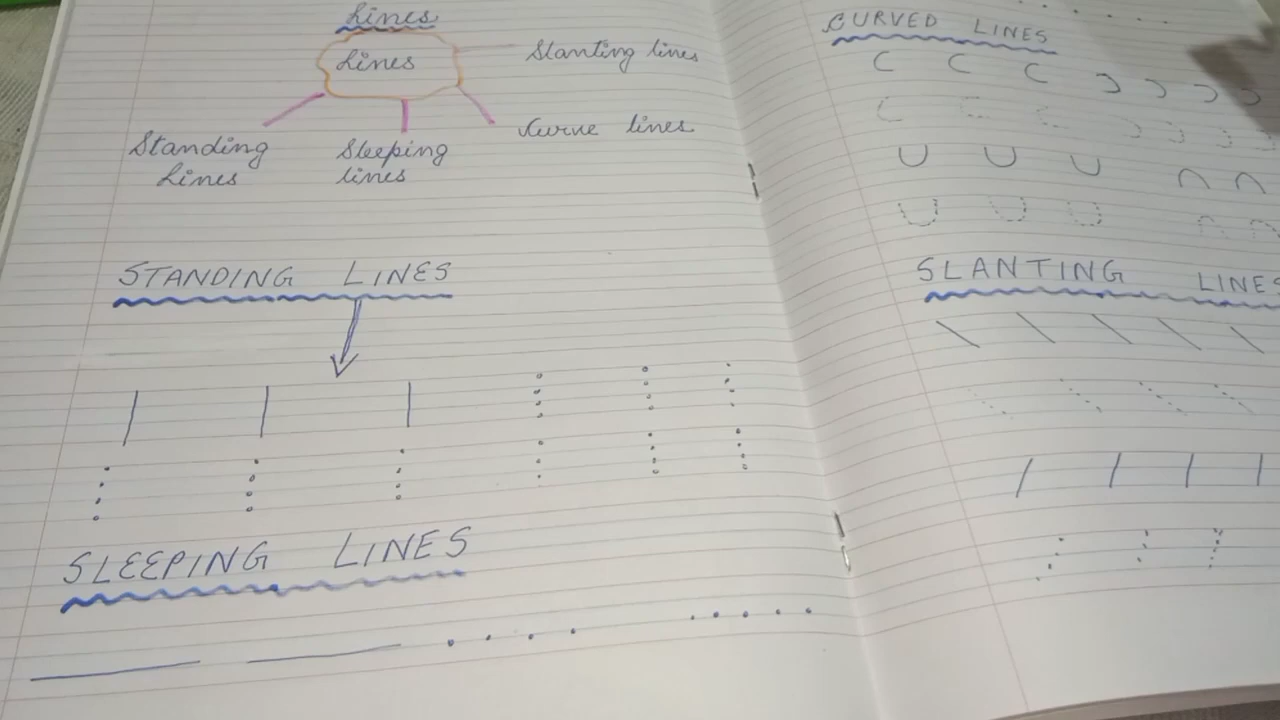 Lines
Lines
Slanting lines
Standing
Lines
Sleeping
lines
Curve lines
STANDING LINES
SLEEPING LINES
CURVED LINES
SLANTING LINES